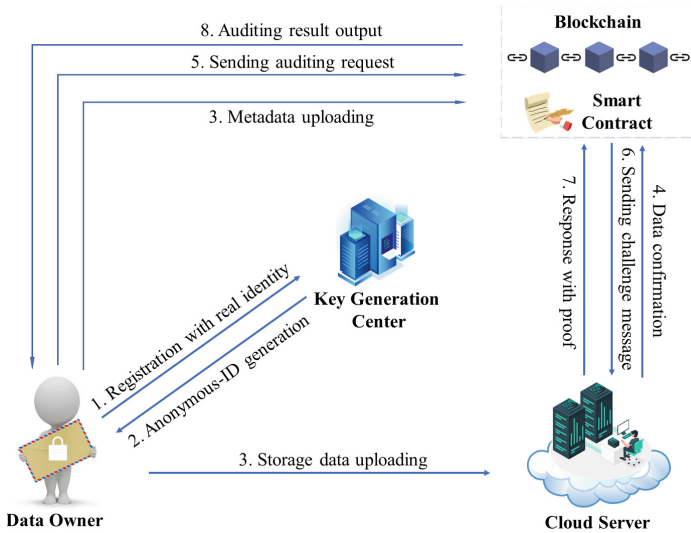 8. Auditing result output
Blockchain
5. Sending auditing request
3. Metadata uploading
Smart
Contract
7. Response with proof
6. Sending challenge message
4. Data confirmation
Key Generation
Center
1. Registration with real identity
2. Anonymous-ID generation
3. Storage data uploading
Data Owner
Cloud Server